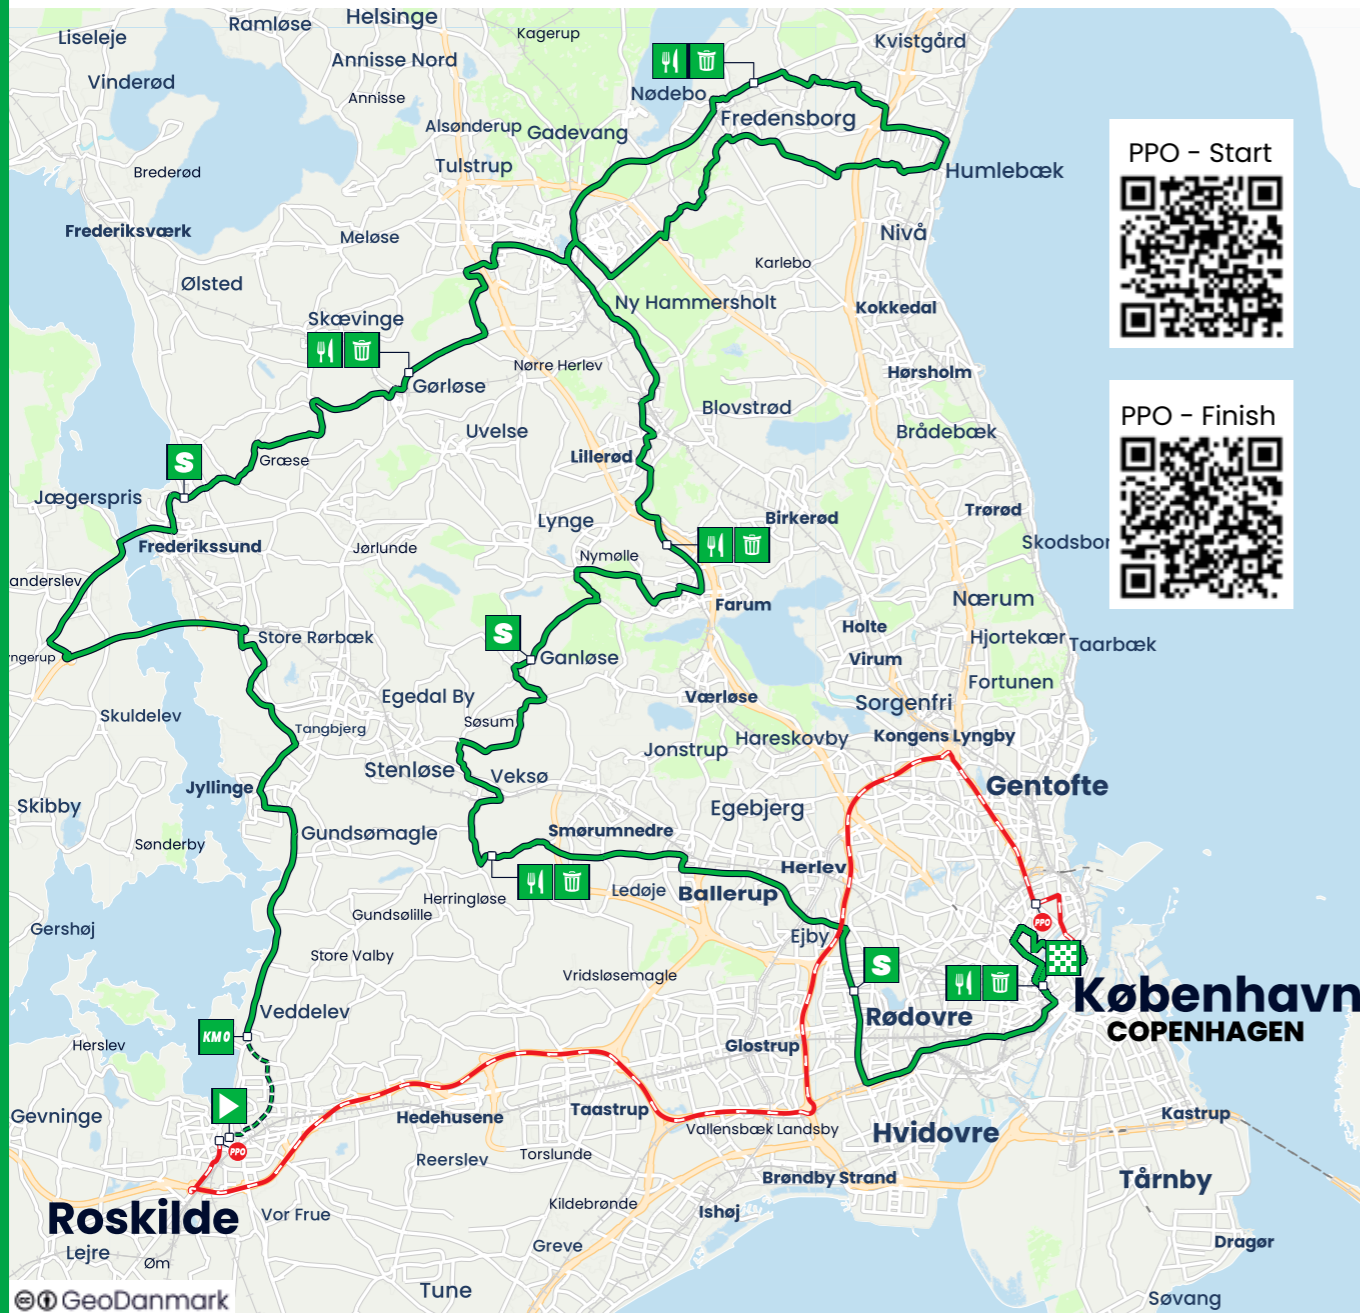 Ramløse
Helsinge
Liseleje
Kagerup
Kvistgård
Annisse Nord
Vinderød
Nødebo
Annisse
Fredensborg
Alsønderup
Gadevang
PPO - Start
Tulstrup
Brederød
Humlebæk
Frederiksværk
Meløse
Nivå
Karlebo
Ølsted
Ny Hammersholt
Kokkedal
Skævinge
Nørre Herlev
Hørsholm
Gørløse
Blovstrød
PPO - Finish
Uvelse
Brådebæk
Lillerød
S
Græse
Jægerspris
Trørød
Lynge
Birkerød
Frederikssund
Jørlunde
Skodsbor
Nymølle
anderslev
Nærum
Farum
Holte
S
Store Rørbæk
Hjortekær
Taarbæk
ngerup
Ganløse
Virum
Fortunen
Egedal By
Værløse
Sorgenfri
Skuldelev
Søsum
Tangbjerg
Hareskovby
Kongens Lyngby
Jonstrup
Stenløse
Veksø
Gentofte
Jyllinge
Skibby
Egebjerg
Gundsømagle
Smørumnedre
Sønderby
Herlev
Herringløse
Ledøje
Ballerup
Gundsølille
PPO
Gershøj
Ejby
Store Valby
S
Vridsløsemagle
København
Veddelev
Rødovre
COPENHAGEN
KM 0
Herslev
Glostrup
Gevninge
Hedehusene
Taastrup
Kastrup
Vallensbæk Landsby
Hvidovre
PPO
Reerslev
Torslunde
Brøndby Strand
Tårnby
Roskilde
Vor Frue
Kildebrønde
Ishøj
Lejre
Greve
Dragør
Øm
Tune
Søvang
cc GeoDanmark